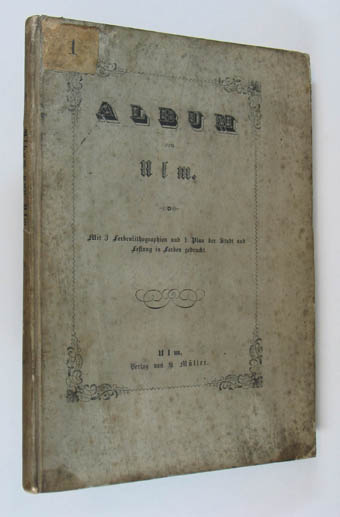 1
ALBUM
von
Ulm.
Mit 3 Farbenlithographien und 1 Plan der Stadt und
Festung in Farben gedruckt.
Ulm.
Verlag von Müller.